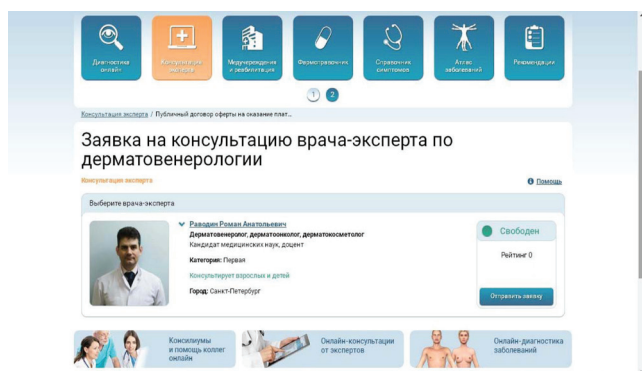 Диагностика
онлайн
Консультация
эксперта
Медучреждения
и реабилитация
Фармсправочник
Справочник
симптомов
Атлас
заболеваний
Рекомендации
1 2
Консультация эксперта / Публичный договор оферты на оказание плат...
Заявка на консультацию врача-эксперта по
дерматовенерологии
Консультация эксперта
Помощь
Выберите врача-эксперта
Раводин Роман Анатольевич
Дерматовенеролог, дерматоонколог, дерматокосметолог
Кандидат медицинских наук, доцент
Категория: Первая
Консультирует взрослых и детей
Город: Санкт-Петербург
Свободен
Рейтинг 0
Отправить заявку
Консилиумы
и помощь коллег
онлайн
Онлайн-консультации
от экспертов
Онлайн-диагностика
заболеваний